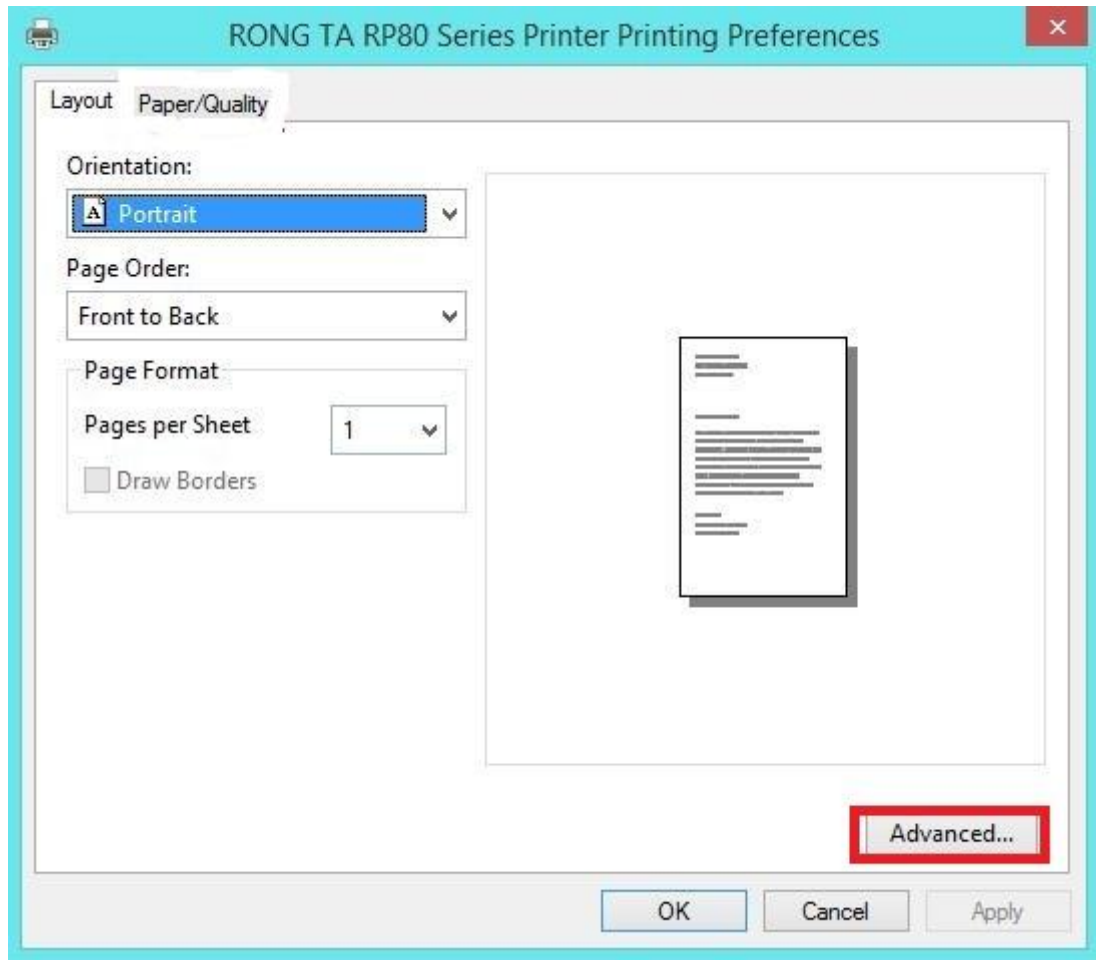 RONG TA RP80 Series Printer Printing Preferences
Layout Paper/Quality
Orientation:
A Portrait
Page Order:
Front to Back
Page Format
Pages per Sheet 1
Draw Borders
Advanced...
OK Cancel Apply